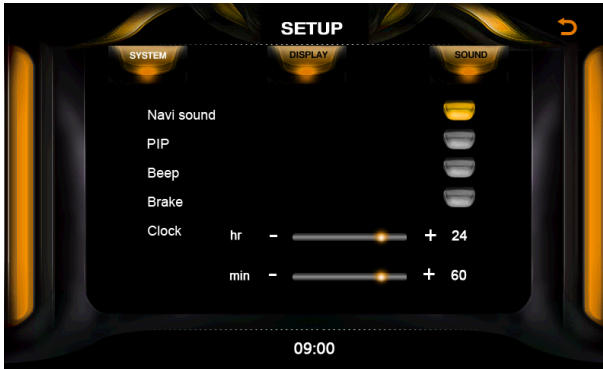 SETUP
SYSTEM DISPLAY SOUND
Navi sound
PIP
Beep
Brake
Clock hr - + 24
min - + 60
09:00